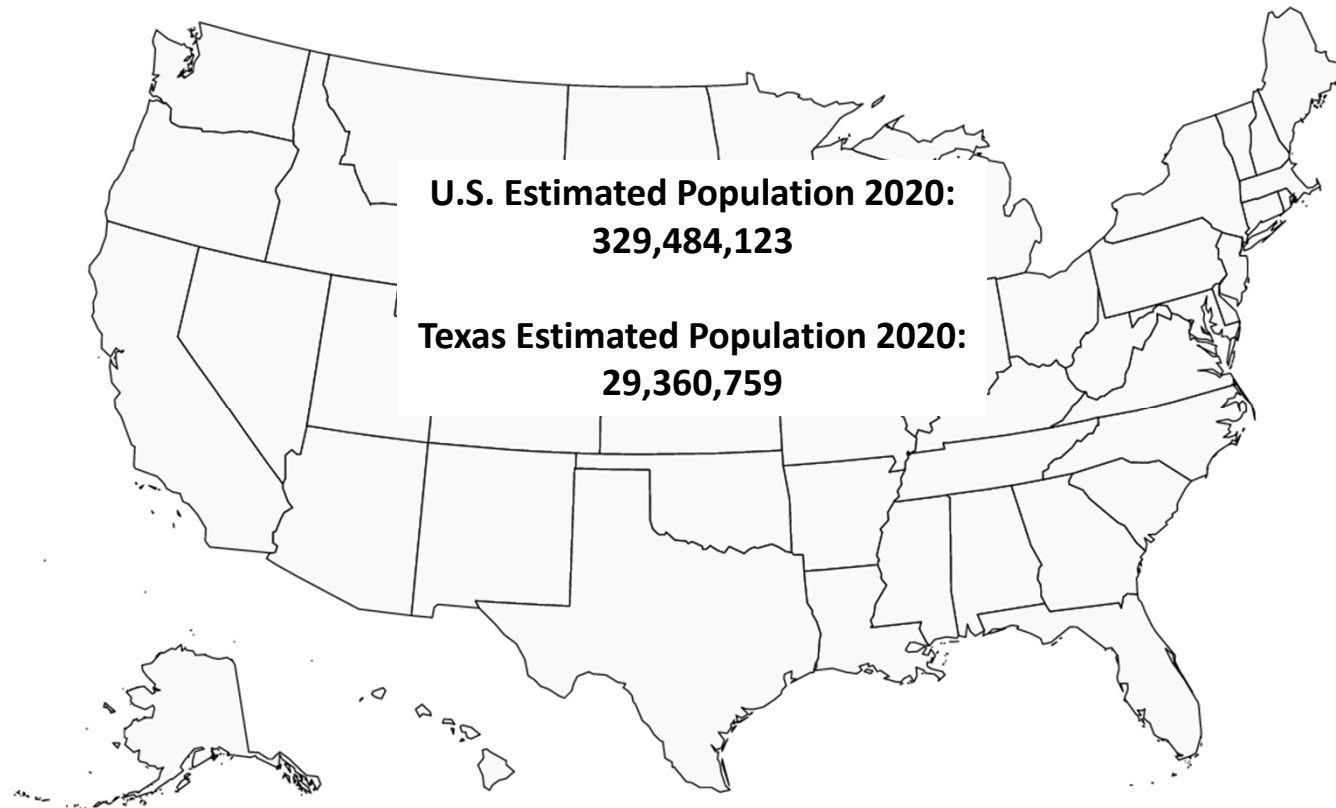 U.S. Estimated Population 2020:
329,484,123
Texas Estimated Population 2020:
29,360,759